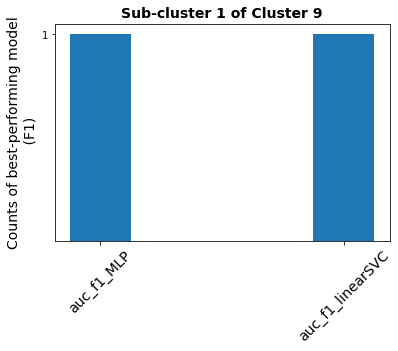 Sub-cluster 1 of Cluster 9
Counts of best-performing model
(F1)
1
auc_f1_MLP
auc_f1_linearSVC